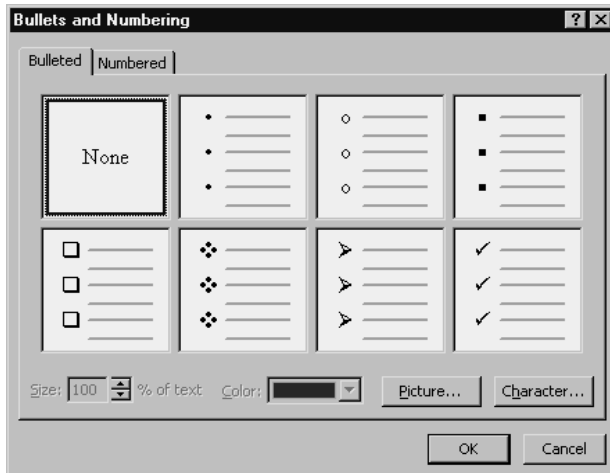 Bullets and Numbering
Bulleted Numbered
None
Size: 100 % of text Color: Picture... Character...
OK Cancel